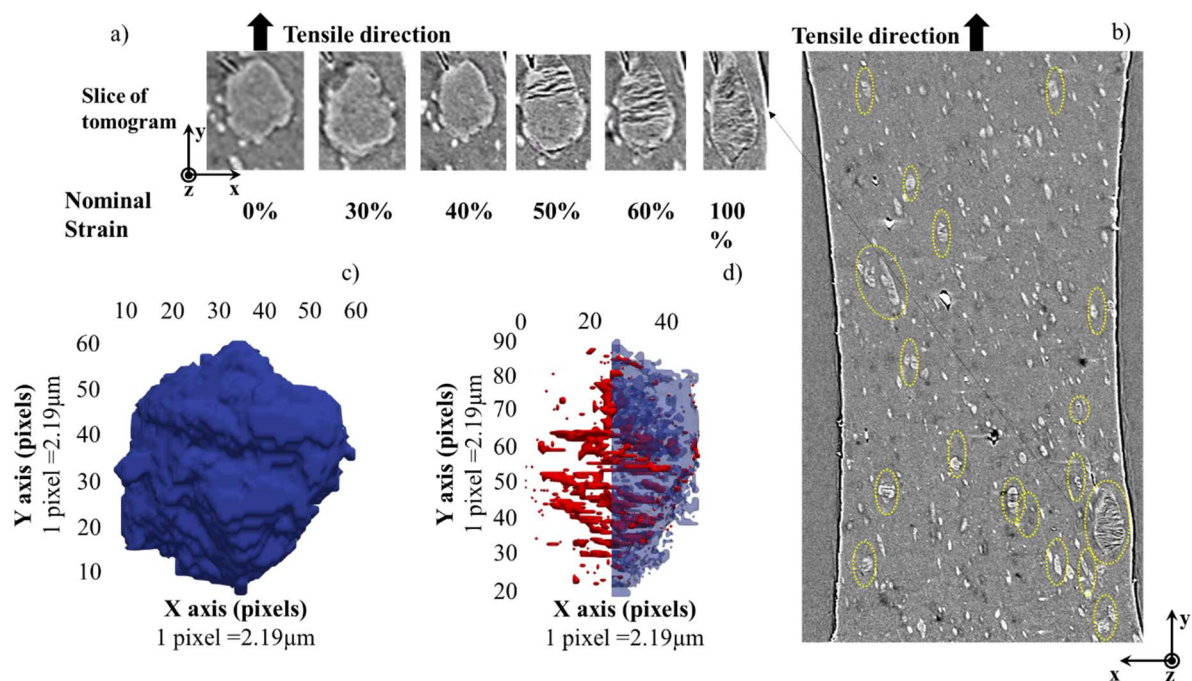 a)
Tensile direction
Slice of
tomogram
y
z
x
Nominal
Strain
0%
30%
40%
50%
60%
100
%
Tensile direction
b)
c)
10 20 30 40 50 60
60
50
40
30
20
10
Y axis (pixels)
1 pixel =2.19μm
X axis (pixels)
1 pixel =2.19μm
d)
0 20 40
90
80
70
60
50
40
30
20
Y axis (pixels)
1 pixel =2.19μm
X axis (pixels)
1 pixel =2.19μm
y
x
z